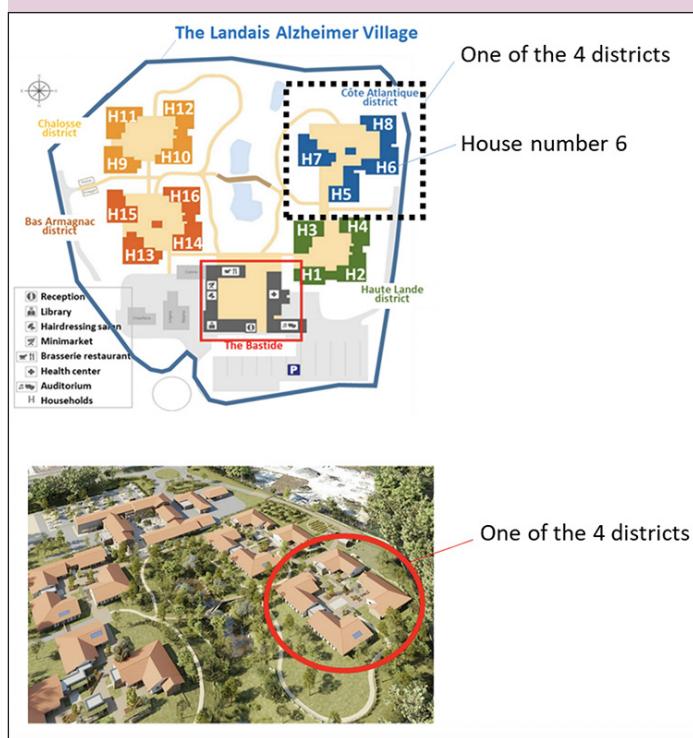 The Landais Alzheimer Village
One of the 4 districts
Côte Atlantique
district
House number 6
H11
H12
Chalosse
district
H9
H10
H8
H7
H6
H5
H16
H15
Bas Armagnac
district
H14
H13
H3
H4
H1
H2
Haute Lande
district
The Bastide
P
Reception
Library
Hairdressing salon
Minimarket
Brasserie restaurant
Health center
Auditorium
H Households
One of the 4 districts